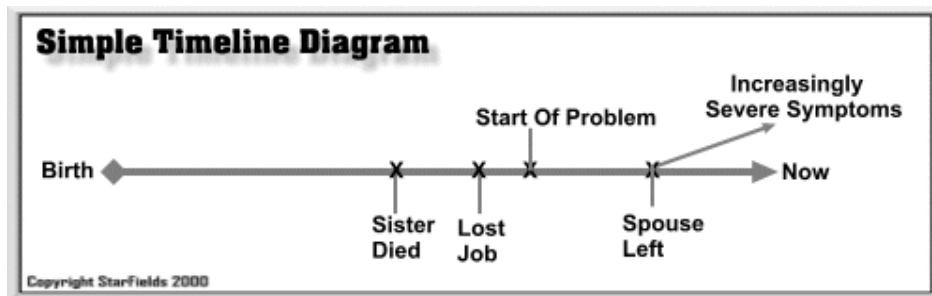 Simple Timeline Diagram
Increasingly
Severe Symptoms
Start Of Problem
Birth
Now
Sister
Died
Lost
Job
Spouse
Left
Copyright StarFields 2000